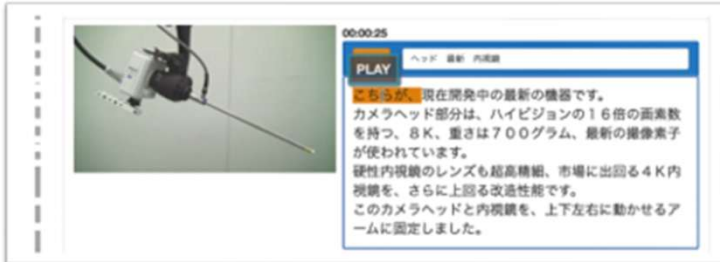 00:00:25
ヘッド 最新 内視鏡
PLAY
こちらが、現在開発中の最新の機器です。
カメラヘッド部分は、ハイビジョンの16倍の画素数
を持つ、8K、重さは700グラム、最新の撮像素子
が使われています。
硬性内視鏡のレンズも超高精細、市場に出回る4K内
視鏡を、さらに上回る改造性能です。
このカメラヘッドと内視鏡を、上下左右に動かせるア
ームに固定しました。